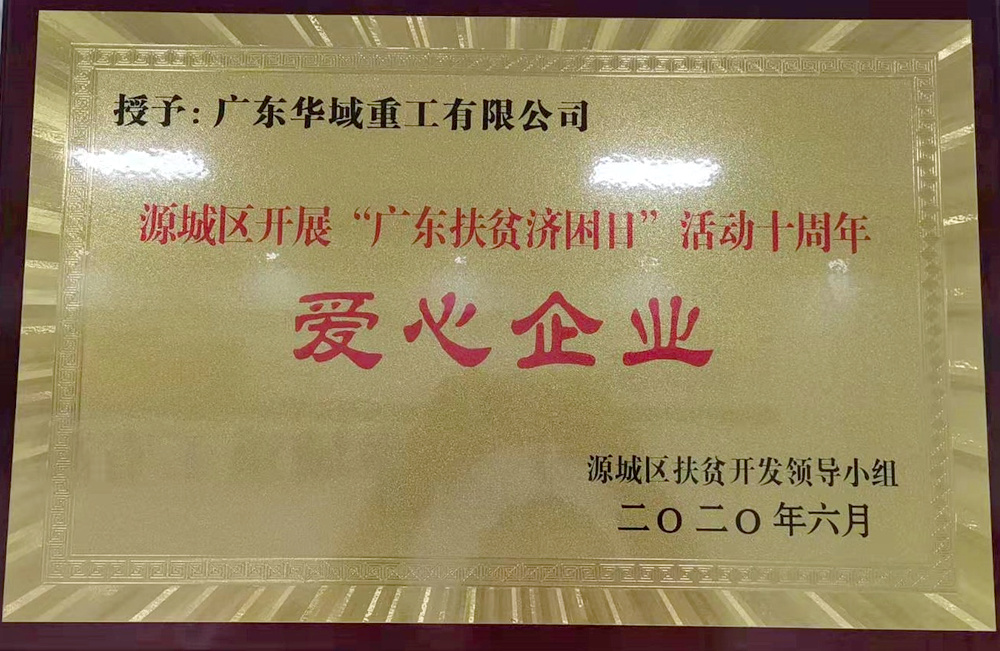 授予：广东华域重工有限公司
源城区开展“广东扶贫济困日”活动十周年
爱心企业
源城区扶贫开发领导小组
二〇二〇年六月